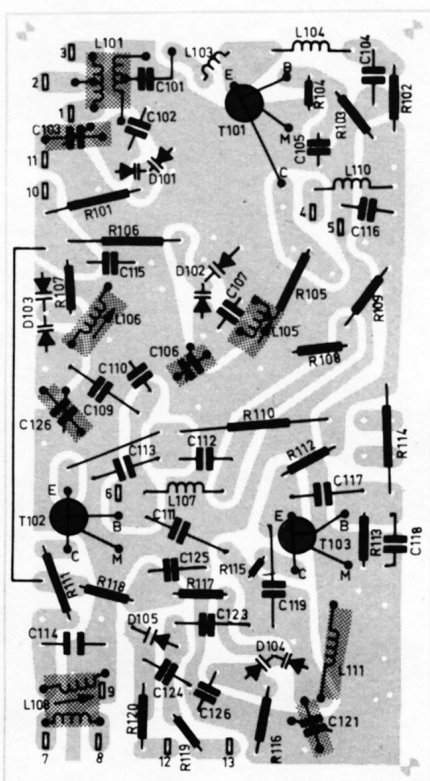 L101
L103
L104
C104
3
2
C101
E
B
R104
R102
1
C102
T101
R103
C103
M
C105
11
D101
C
L110
10
R101
4
5
C116
R106
C115
D102
D103
R107
C107
R105
R109
L106
L105
C106
R108
C110
C109
C126
R110
R114
C112
R112
C113
6
L107
C117
E
T102
B
C111
E
B
T103
R113
C118
C
M
C125
R115
C
M
R111
R118
R117
C119
C114
D105
C123
D104
L111
L108
9
C124
C126
C121
R120
R119
R116
7
8
12
13